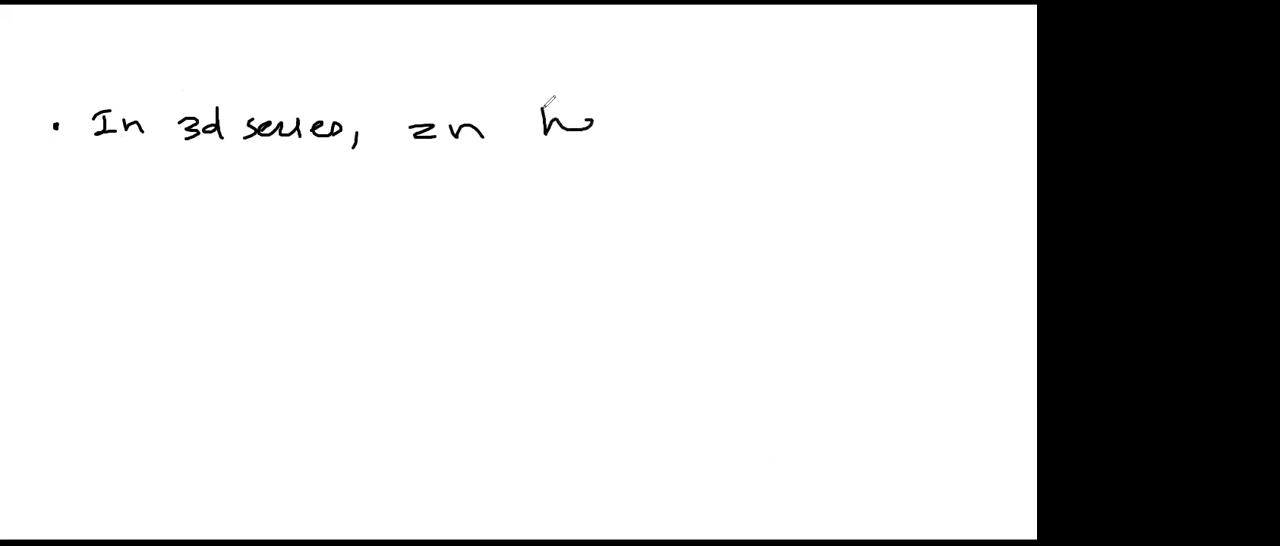 • In 3d series, zn